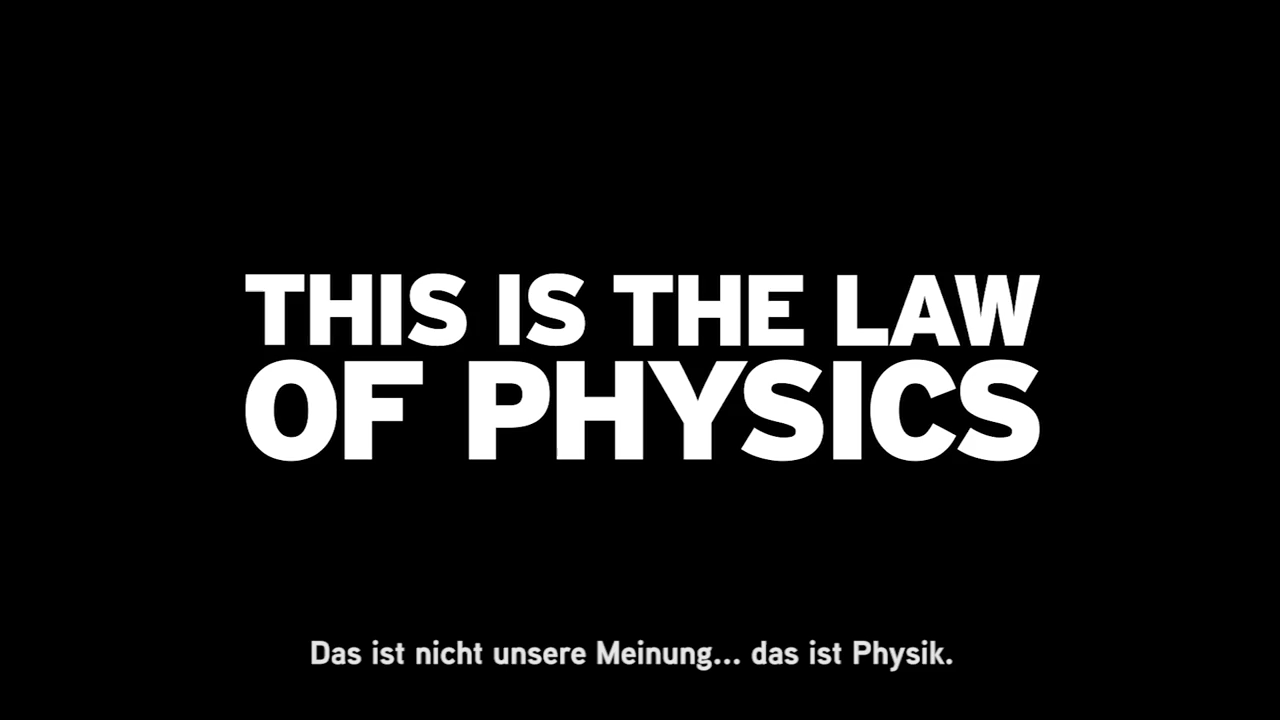 THIS IS THE LAW
OF PHYSICS
Das ist nicht unsere Meinung... das ist Physik.